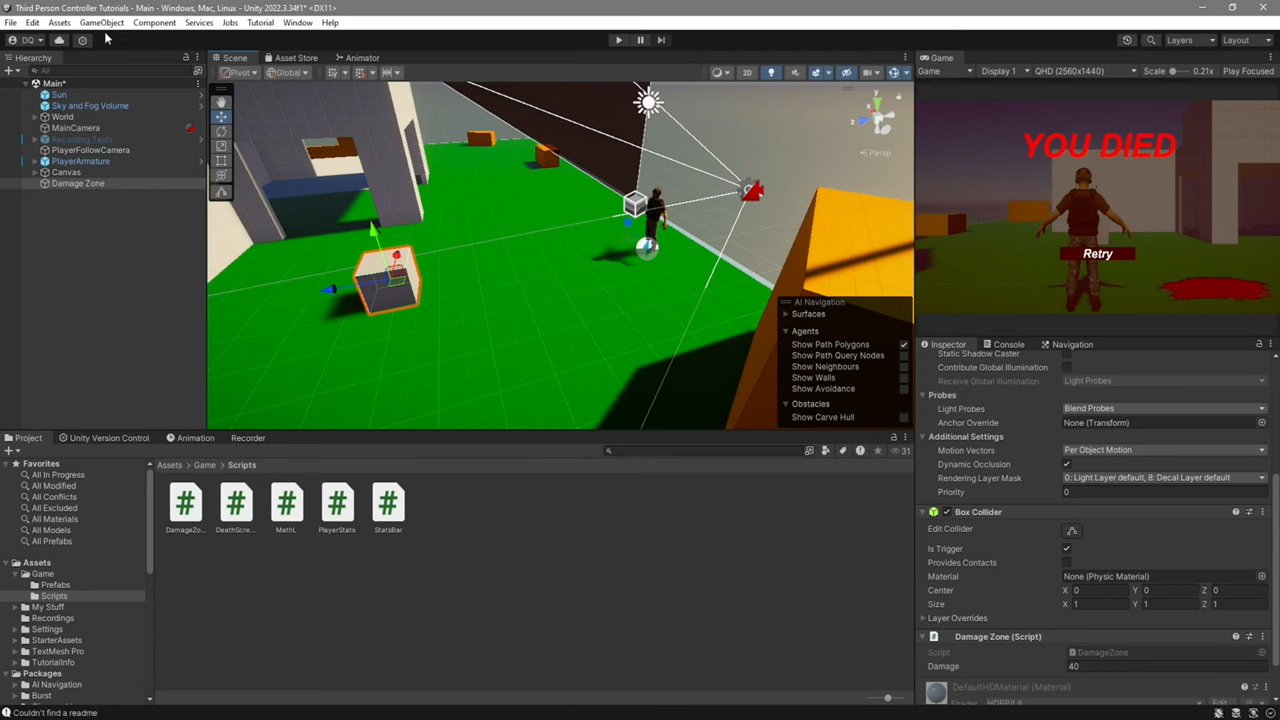 Third Person Controller Tutorials - Main - Windows, Mac, Linux - Unity 2022.3.34f1* <DX11>
File Edit Assets GameObject Component Services Jobs Tutorial Window Help
DQ Layers Layout
Hierarchy
All
Main*
Sun
Sky and Fog Volume
World
MainCamera
Recording Texts
PlayerFollowCamera
PlayerArmature
Canvas
Damage Zone
Scene Asset Store Animator
Pivot Global 2D
y
z
Persp
AI Navigation
Surfaces
Agents
Show Path Polygons
Show Path Query Nodes
Show Neighbours
Show Walls
Show Avoidance
Obstacles
Show Carve Hull
Game
Game Display 1 QHD (2560x1440) Scale 0.21x Play Focused
YOU DIED
Retry
Inspector Console Navigation
Static Shadow Caster
Contribute Global Illumination
Receive Global Illumination Light Probes
Probes
Light Probes Blend Probes
Anchor Override None (Transform)
Additional Settings
Motion Vectors Per Object Motion
Dynamic Occlusion
Rendering Layer Mask 0: Light Layer default, 8: Decal Layer default
Priority 0
Box Collider
Edit Collider
Is Trigger
Provides Contacts
Material None (Physic Material)
Center X 0 Y 0 Z 0
Size X 1 Y 1 Z 1
Layer Overrides
Damage Zone (Script)
Script DamageZone
Damage 40
DefaultHDMaterial (Material)
Shader HDRP/Lit Edit
Project Unity Version Control Animation Recorder
31
Favorites
All In Progress
All Modified
All Conflicts
All Excluded
All Materials
All Models
All Prefabs
Assets
Game
Prefabs
Scripts
My Stuff
Recordings
Settings
StarterAssets
TextMesh Pro
TutorialInfo
Packages
AI Navigation
Burst
Assets Game Scripts
DamageZo... DeathScre... MathL PlayerStats StatsBar
Couldn't find a readme